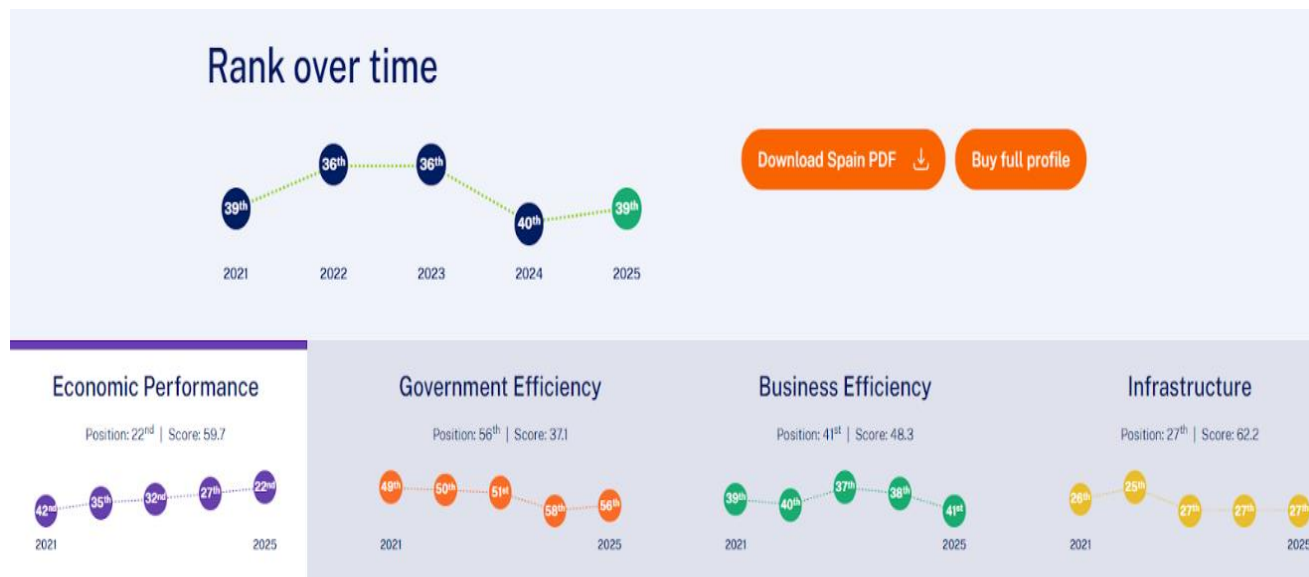 Rank over time
36th 36th
39th 40th 39th
2021 2022 2023 2024 2025
Download Spain PDF Buy full profile
Economic Performance
Position: 22nd | Score: 59.7
42nd 35th 32nd 27th 22nd
2021 2025
Government Efficiency
Position: 56th | Score: 37.1
49th 50th 51st 58th 56th
2021 2025
Business Efficiency
Position: 41st | Score: 48.3
39th 40th 37th 38th 41st
2021 2025
Infrastructure
Position: 27th | Score: 62.2
26th 25th 27th 27th 27th
2021 2025